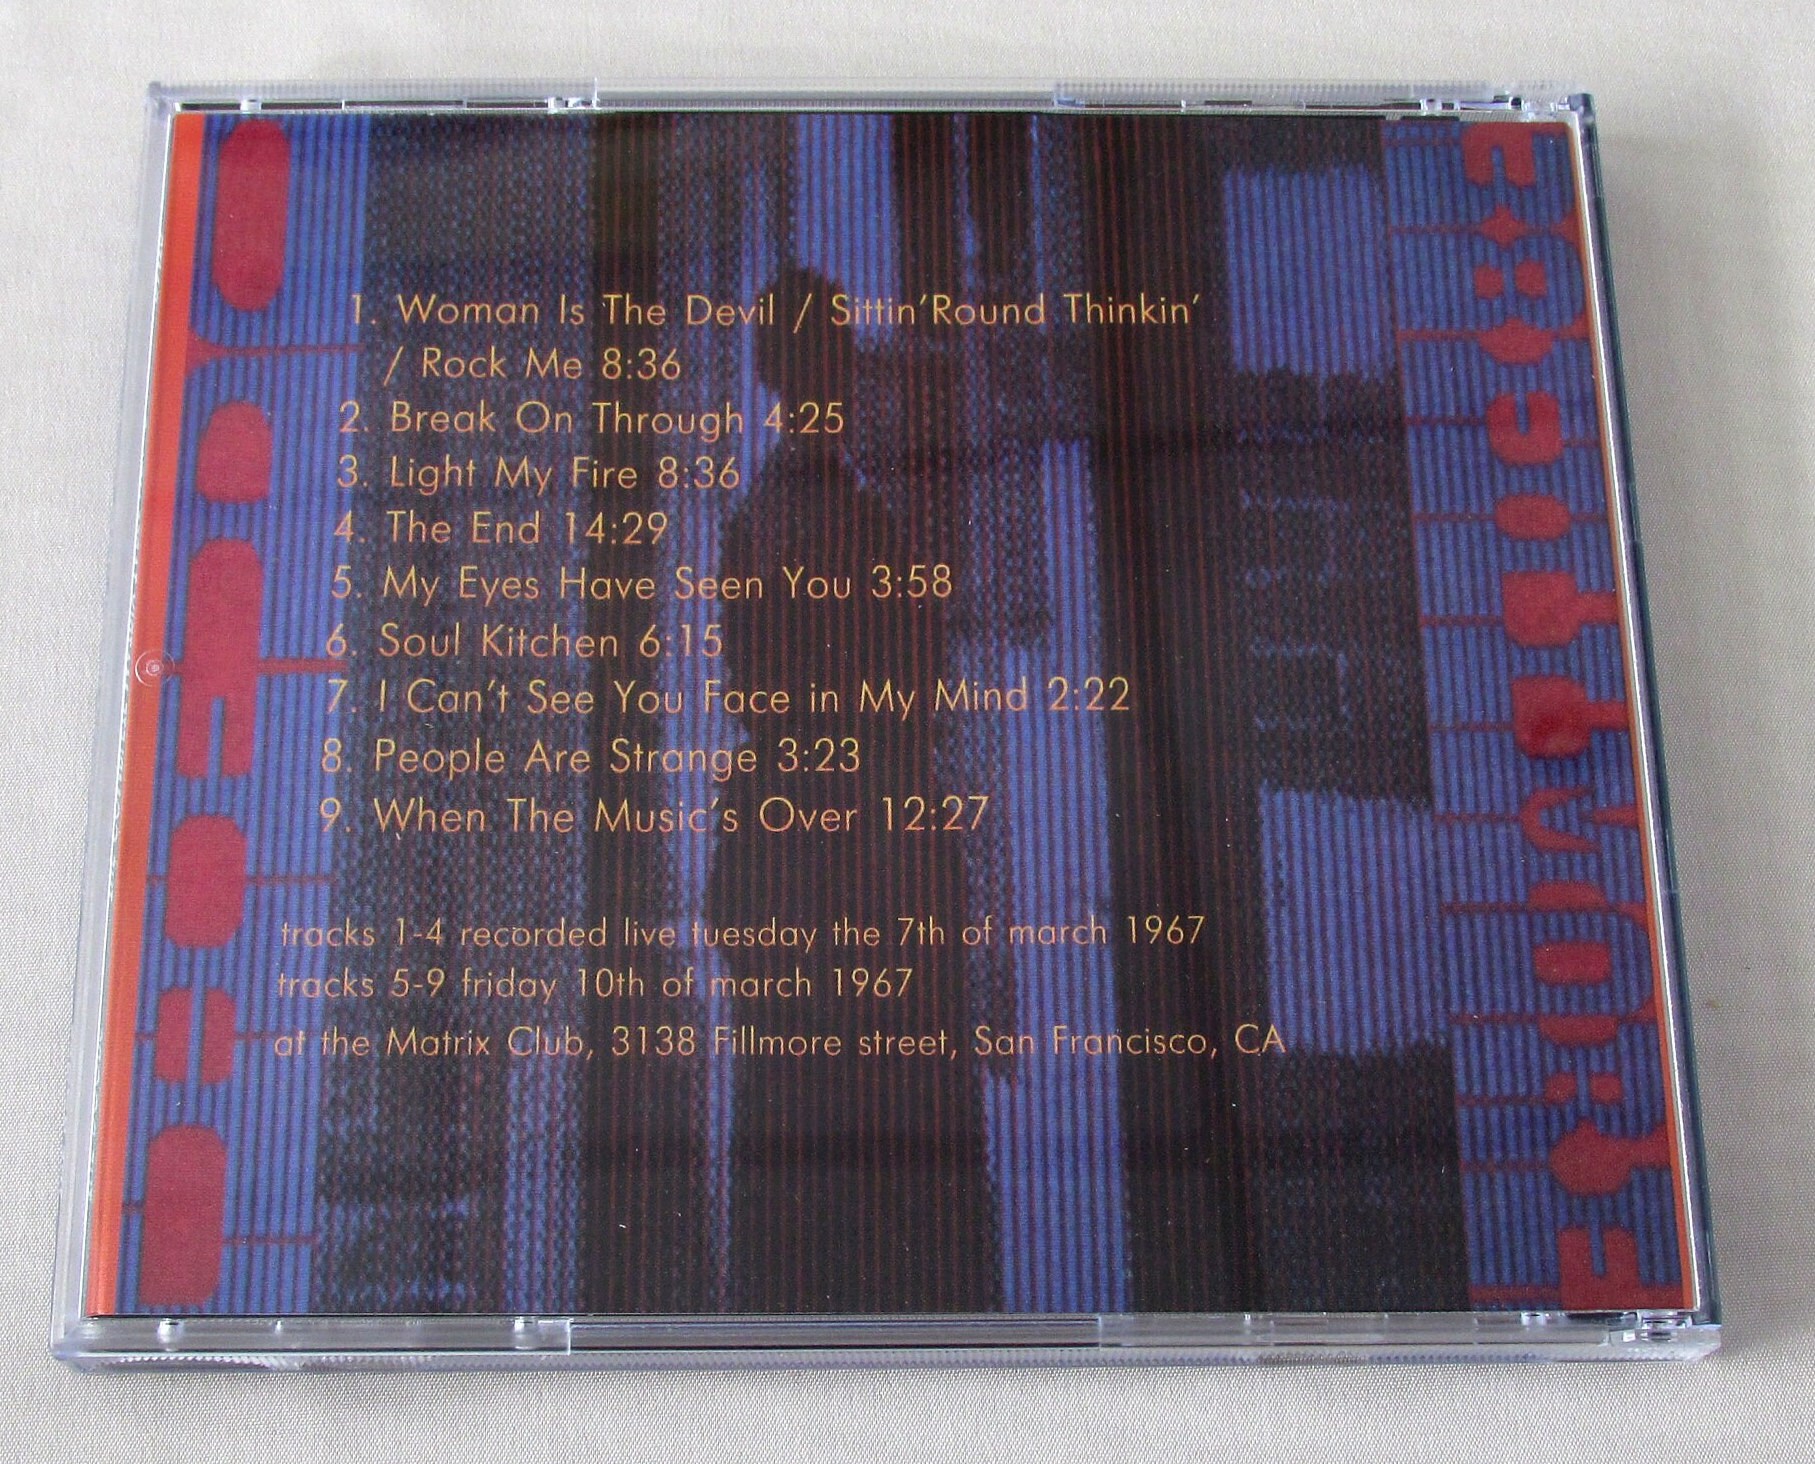 1. Woman Is The Devil / Sittin'Round Thinkin'
/ Rock Me 8:36
2. Break On Through 4:25
3. Light My Fire 8:36
4. The End 14:29
5. My Eyes Have Seen You 3:58
6. Soul Kitchen 6:15
7. I Can't See You Face in My Mind 2:22
8. People Are Strange 3:23
9. When The Music's Over 12:27
tracks 1-4 recorded live tuesday the 7th of march 1967
tracks 5-9 friday 10th of march 1967
at the Matrix Club, 3138 Fillmore street, San Francisco, CA